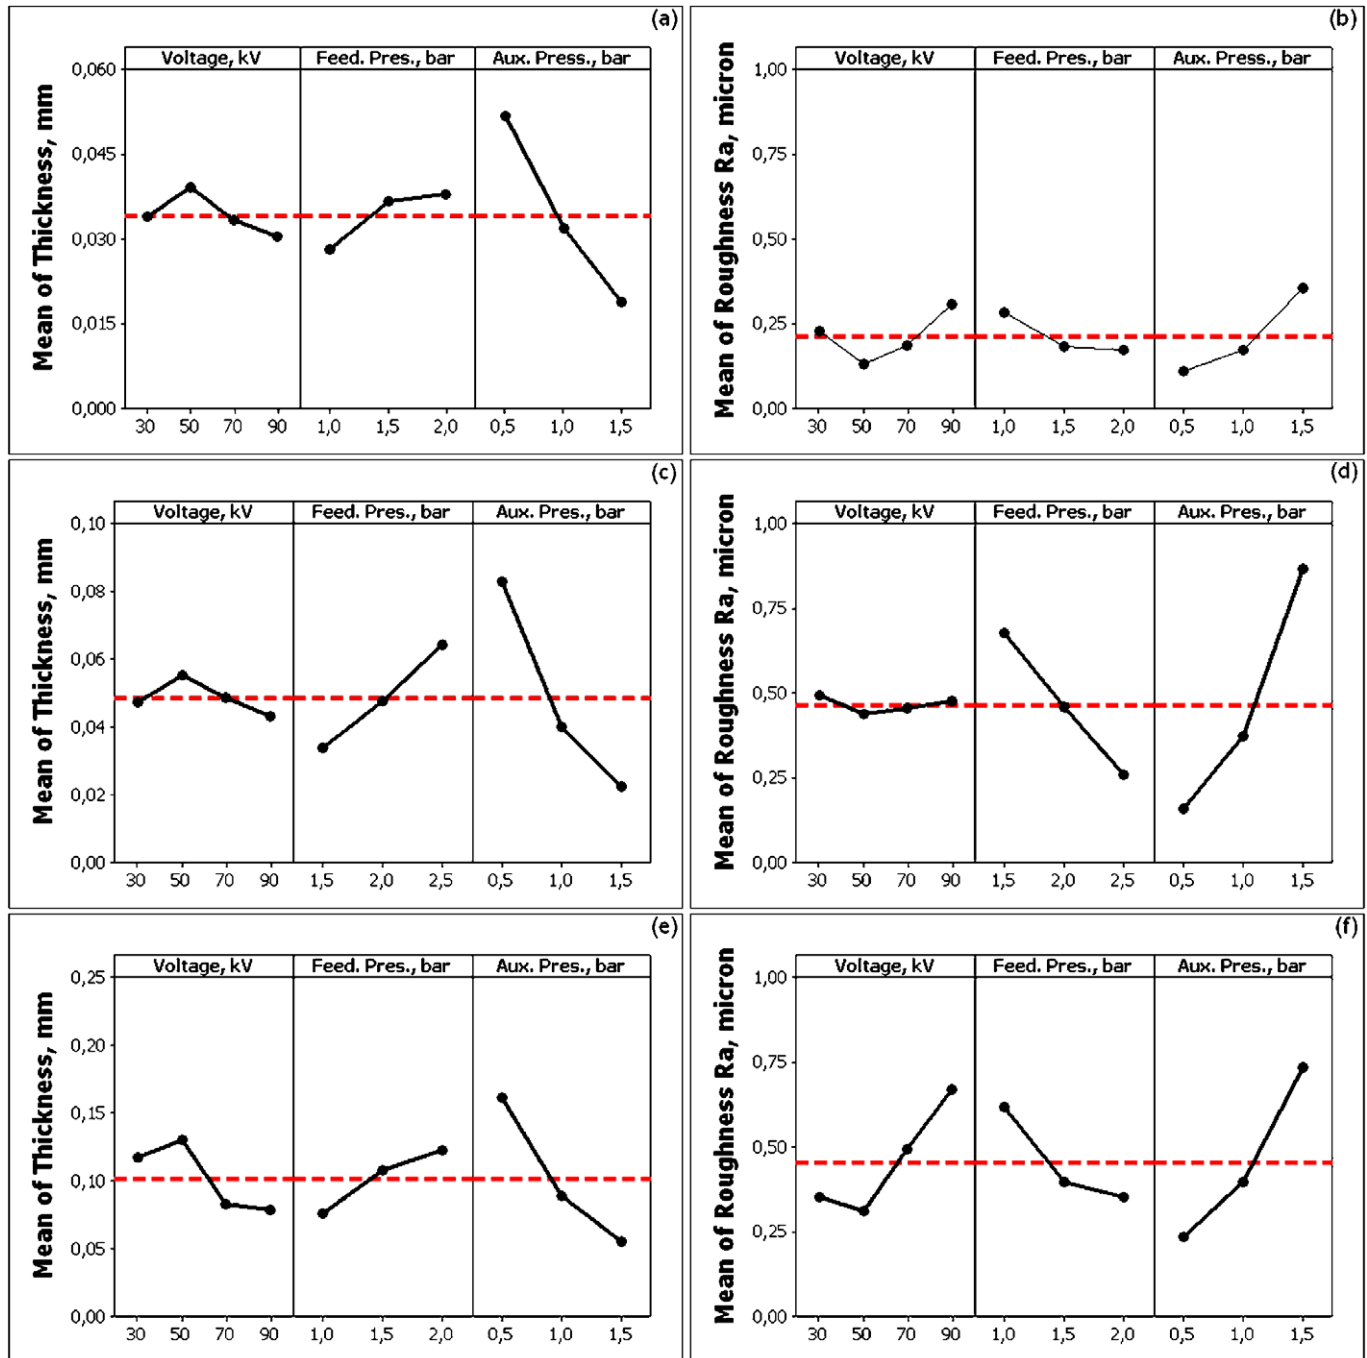 (a)
Voltage, kV Feed. Pres., bar Aux. Press., bar
Mean of Thickness, mm
0,060
0,045
0,030
0,015
0,000
30 50 70 90 1,0 1,5 2,0 0,5 1,0 1,5
(b)
Voltage, kV Feed. Pres., bar Aux. Press., bar
Mean of Roughness Ra, micron
1,00
0,75
0,50
0,25
0,00
30 50 70 90 1,0 1,5 2,0 0,5 1,0 1,5
(c)
Voltage, kV Feed. Pres., bar Aux. Pres., bar
Mean of Thickness, mm
0,10
0,08
0,06
0,04
0,02
0,00
30 50 70 90 1,5 2,0 2,5 0,5 1,0 1,5
(d)
Voltage, kV Feed. Pres., bar Aux. Pres., bar
Mean of Roughness Ra, micron
1,00
0,75
0,50
0,25
0,00
30 50 70 90 1,5 2,0 2,5 0,5 1,0 1,5
(e)
Voltage, kV Feed. Pres., bar Aux. Pres., bar
Mean of Thickness, mm
0,25
0,20
0,15
0,10
0,05
0,00
30 50 70 90 1,0 1,5 2,0 0,5 1,0 1,5
(f)
Voltage, kV Feed. Pres., bar Aux. Pres., bar
Mean of Roughness Ra, micron
1,00
0,75
0,50
0,25
0,00
30 50 70 90 1,0 1,5 2,0 0,5 1,0 1,5